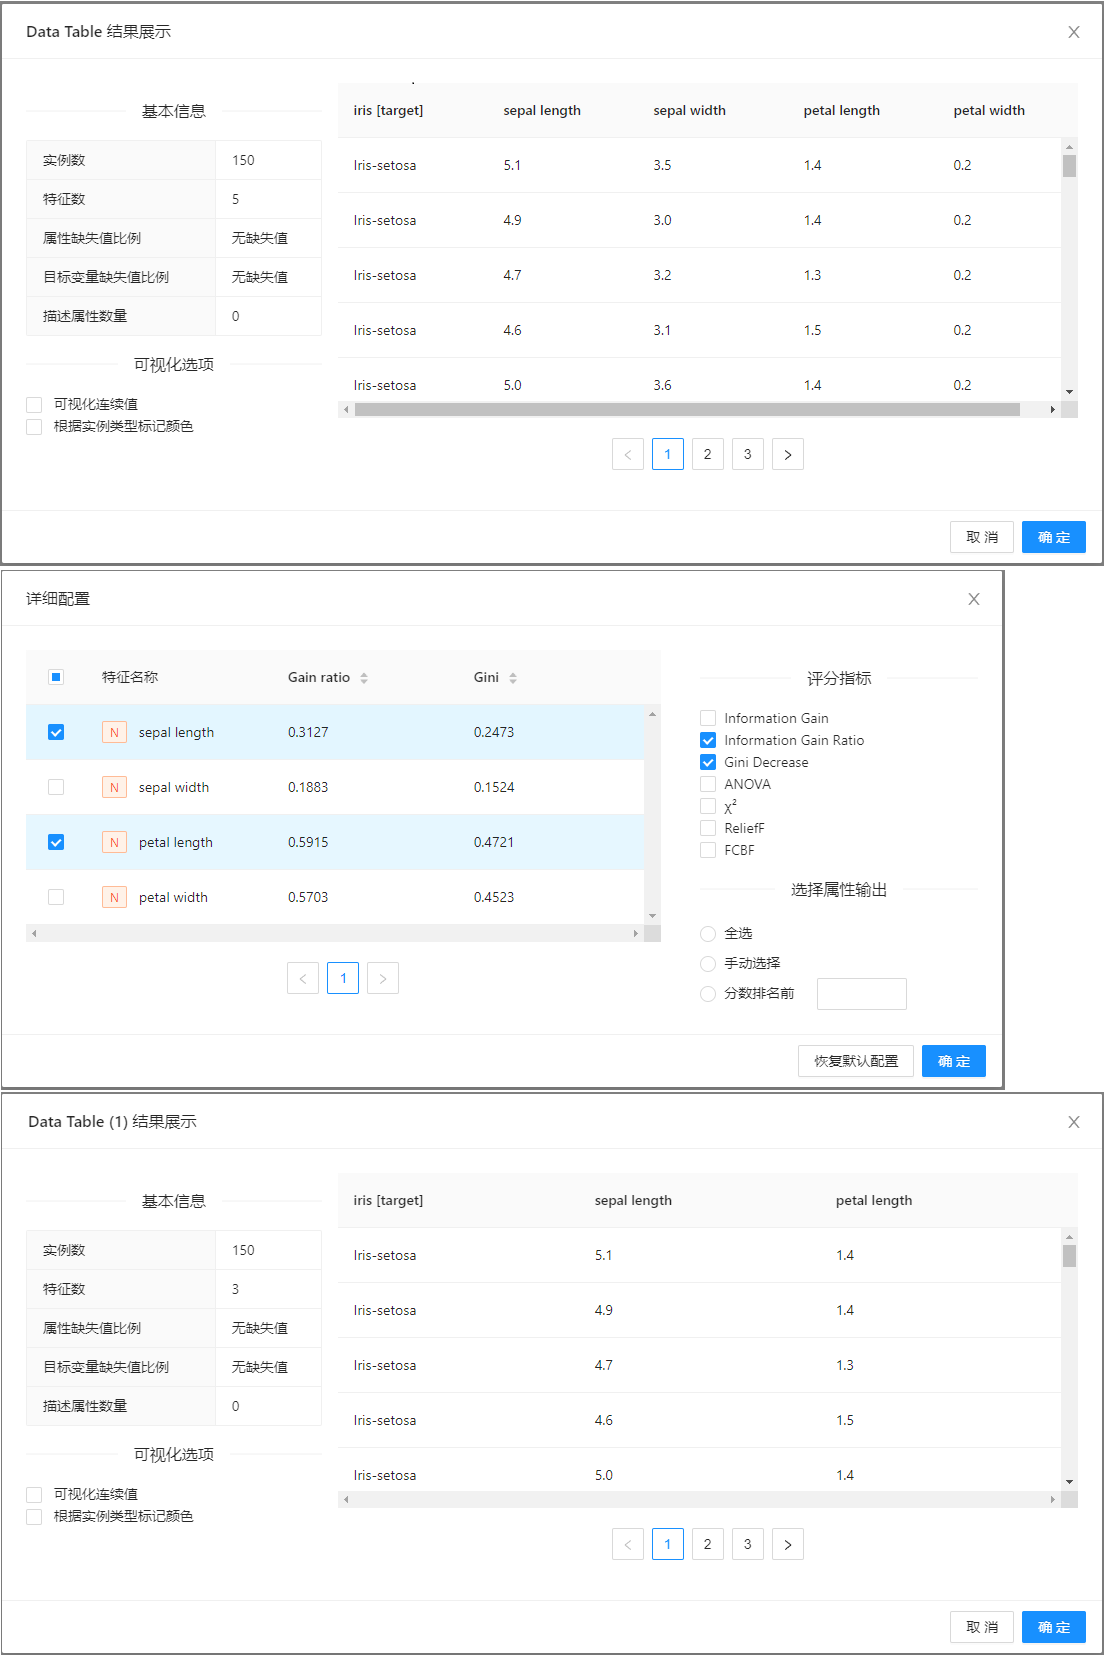 Data Table 结果展示
基本信息
实例数 150
特征数 5
属性缺失值比例 无缺失值
目标变量缺失值比例 无缺失值
描述属性数量 0
可视化选项
可视化连续值
根据实例类型标记颜色
iris [target] sepal length sepal width petal length petal width
Iris-setosa 5.1 3.5 1.4 0.2
Iris-setosa 4.9 3.0 1.4 0.2
Iris-setosa 4.7 3.2 1.3 0.2
Iris-setosa 4.6 3.1 1.5 0.2
Iris-setosa 5.0 3.6 1.4 0.2
< 1 2 3 >
取消 确定
详细配置
特征名称 Gain ratio Gini
N sepal length 0.3127 0.2473
N sepal width 0.1883 0.1524
N petal length 0.5915 0.4721
N petal width 0.5703 0.4523
< 1 >
评分指标
Information Gain
Information Gain Ratio
Gini Decrease
ANOVA
χ²
ReliefF
FCBF
选择属性输出
全选
手动选择
分数排名前
恢复默认配置 确定
Data Table (1) 结果展示
基本信息
实例数 150
特征数 3
属性缺失值比例 无缺失值
目标变量缺失值比例 无缺失值
描述属性数量 0
可视化选项
可视化连续值
根据实例类型标记颜色
iris [target] sepal length petal length
Iris-setosa 5.1 1.4
Iris-setosa 4.9 1.4
Iris-setosa 4.7 1.3
Iris-setosa 4.6 1.5
Iris-setosa 5.0 1.4
< 1 2 3 >
取消 确定